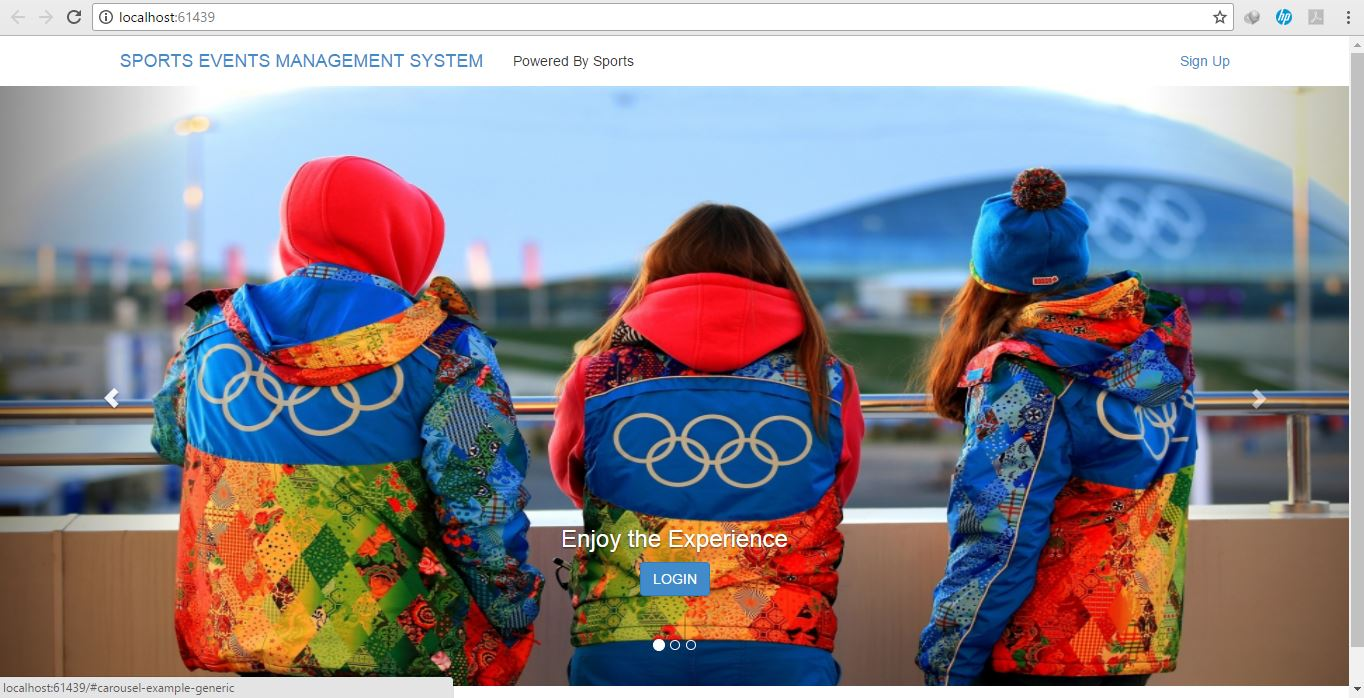 localhost:61439
hp
SPORTS EVENTS MANAGEMENT SYSTEM Powered By Sports Sign Up
Enjoy the Experience
LOGIN
localhost:61439/#carousel-example-generic